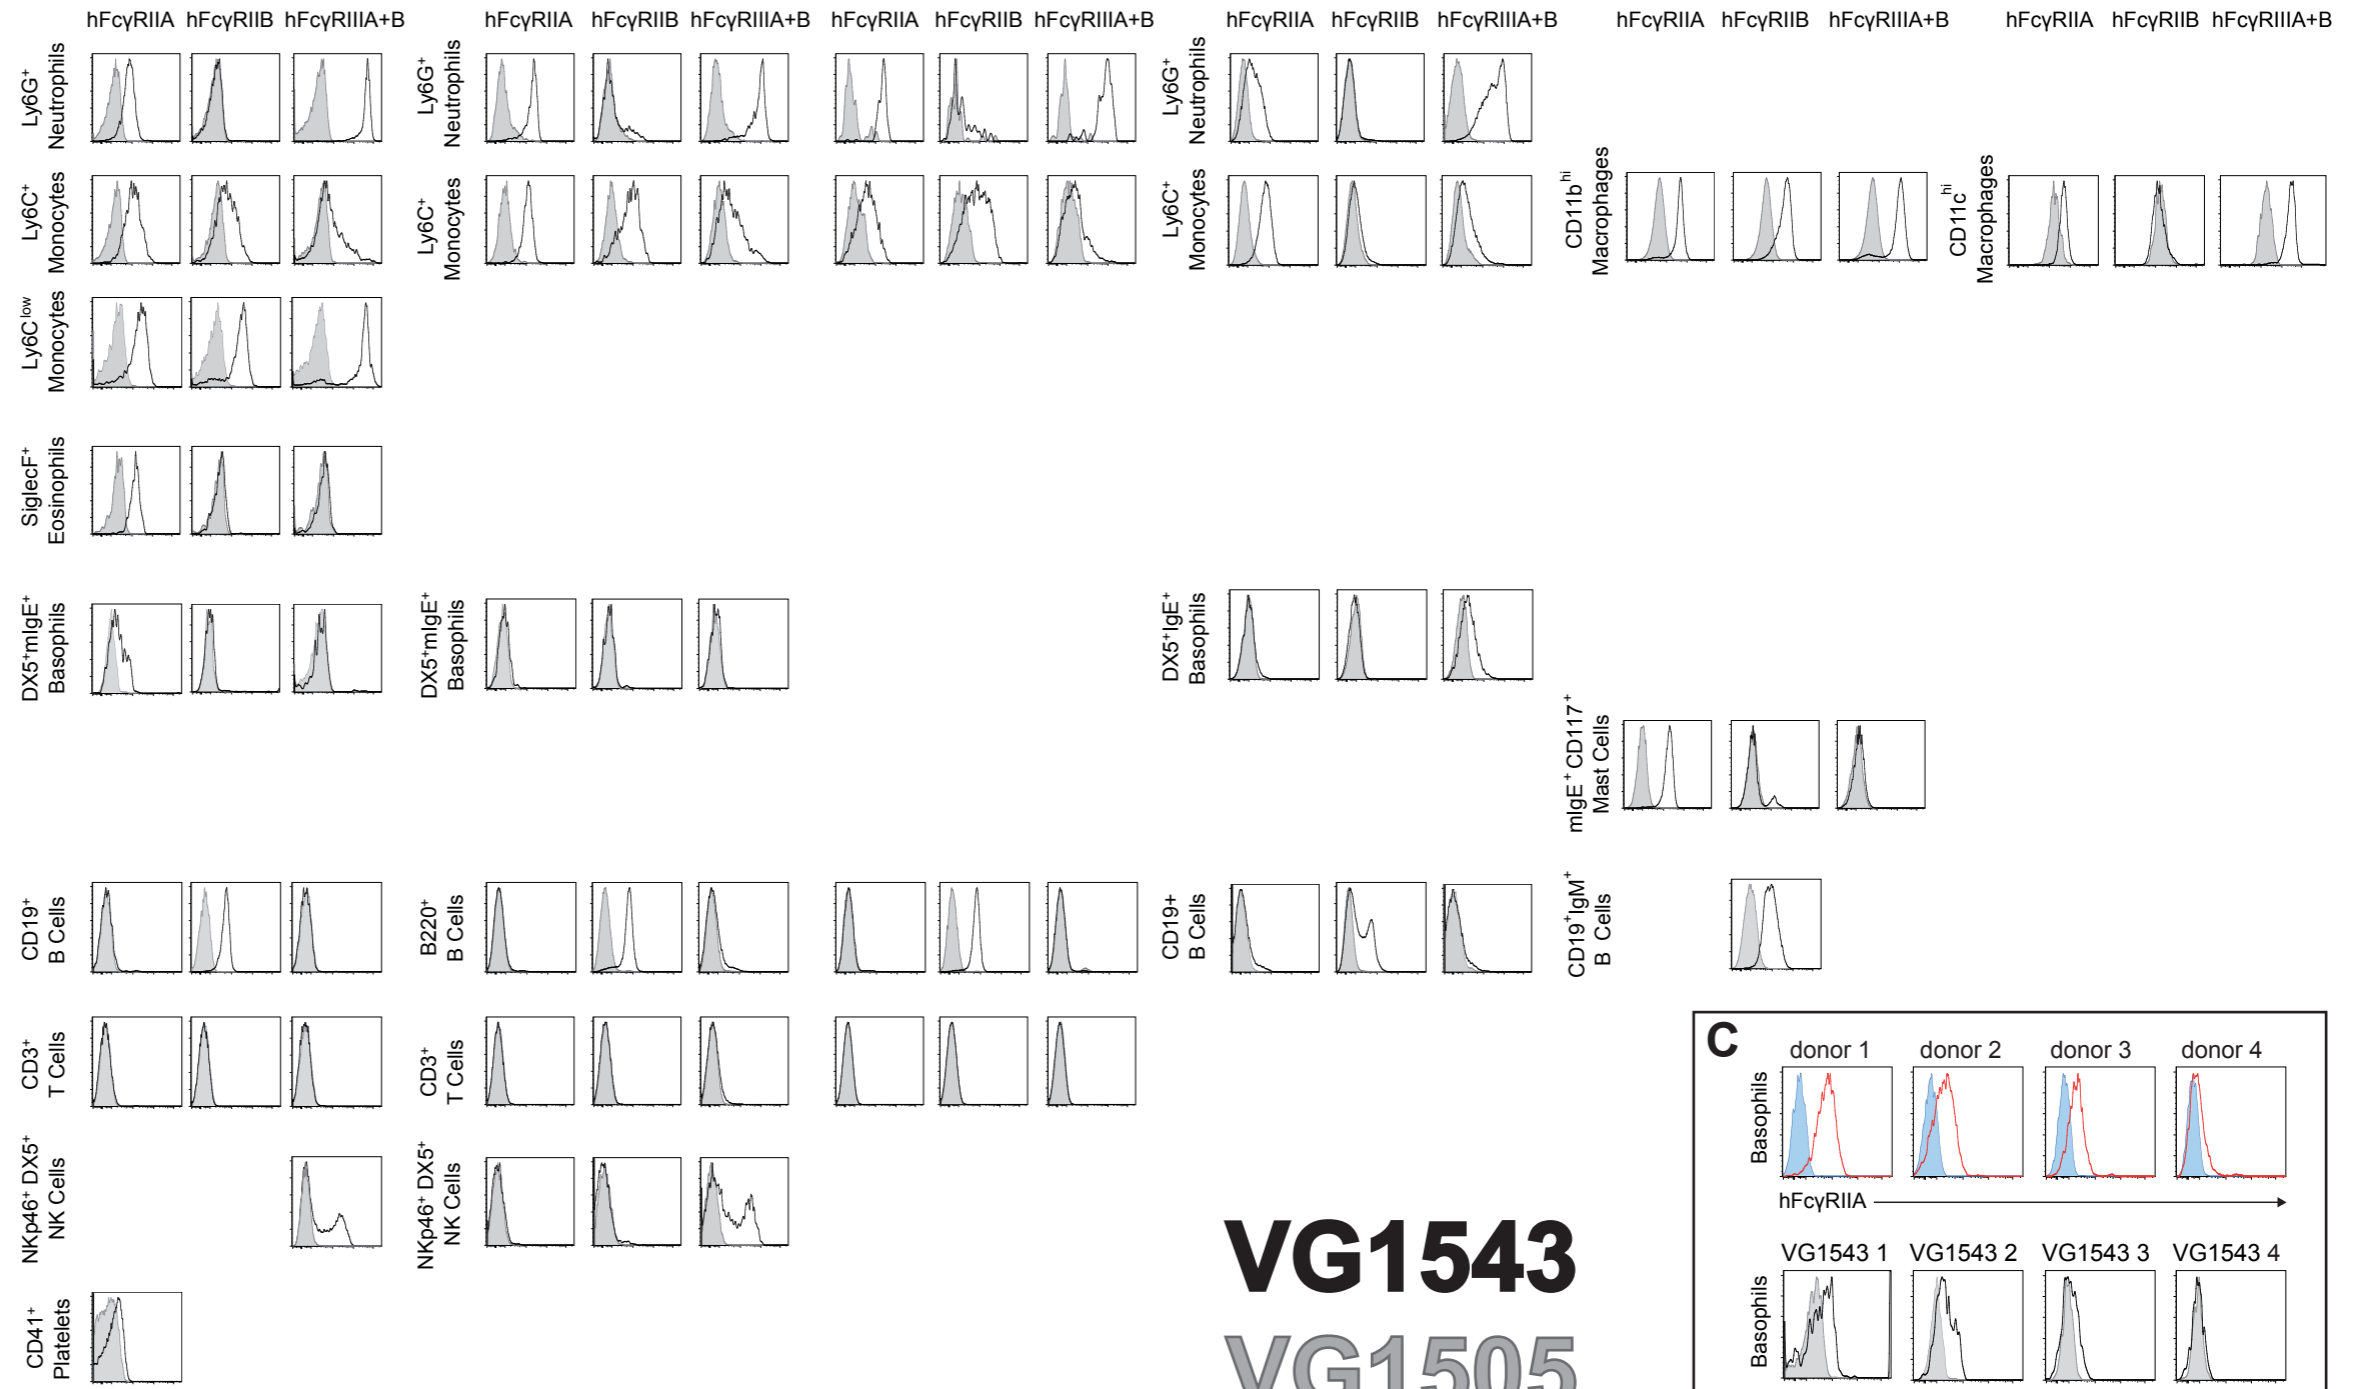 hFcγRIIA hFcγRIIB hFcγRIIIA+B hFcγRIIA hFcγRIIB hFcγRIIIA+B hFcγRIIA hFcγRIIB hFcγRIIIA+B hFcγRIIA hFcγRIIB hFcγRIIIA+B hFcγRIIA hFcγRIIB hFcγRIIIA+B hFcγRIIA hFcγRIIB hFcγRIIIA+B
Ly6G+
Neutrophils
Ly6G+
Neutrophils
Ly6G+
Neutrophils
Ly6C+
Monocytes
Ly6C+
Monocytes
Ly6C+
Monocytes
CD11bhi
Macrophages
CD11chi
Macrophages
Ly6Clow
Monocytes
SiglecF+
Eosinophils
DX5+mIgE+
Basophils
DX5+mIgE+
Basophils
DX5+IgE+
Basophils
mIgE+ CD117+
Mast Cells
CD19+
B Cells
B220+
B Cells
CD19+
B Cells
CD19+IgM+
B Cells
CD3+
T Cells
CD3+
T Cells
NKp46+ DX5+
NK Cells
NKp46+ DX5+
NK Cells
CD41+
Platelets
VG1543
VG1505
C
donor 1 donor 2 donor 3 donor 4
Basophils
hFcγRIIA
VG1543 1 VG1543 2 VG1543 3 VG1543 4
Basophils